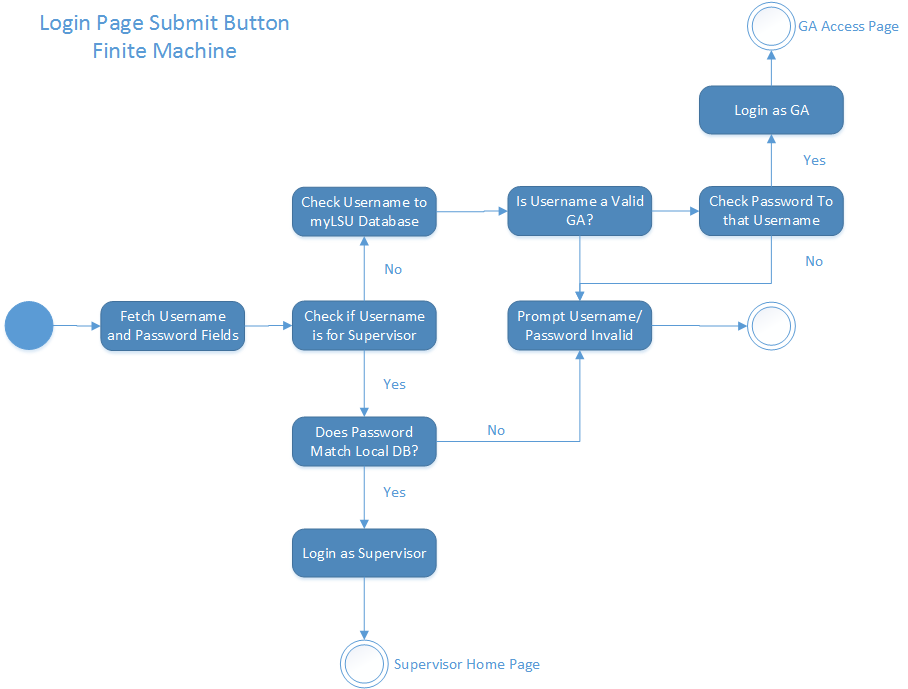 Login Page Submit Button
Finite Machine
GA Access Page
Login as GA
Yes
Check Username to
myLSU Database
Is Username a Valid
GA?
Check Password To
that Username
No
No
Fetch Username
and Password Fields
Check if Username
is for Supervisor
Prompt Username/
Password Invalid
Yes
Does Password
Match Local DB?
No
Yes
Login as Supervisor
Supervisor Home Page